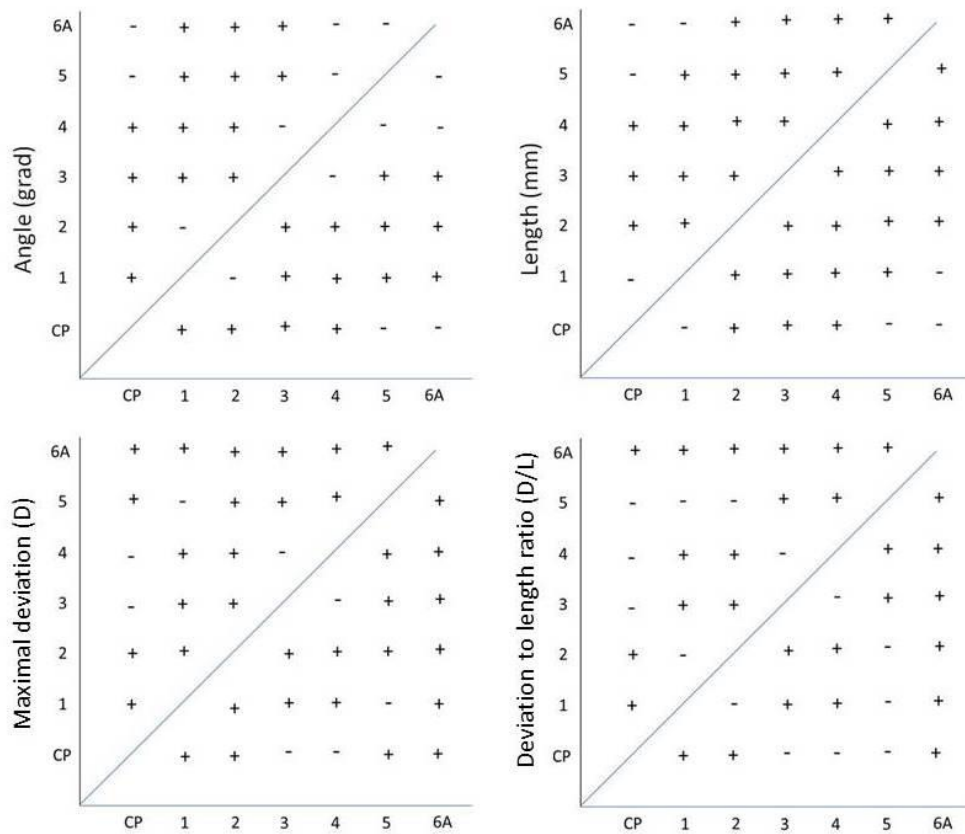 Angle (grad)
6A - + + + - -
5 - + + + - -
4 + + + - - -
3 + + + - + +
2 + - + + + +
1 + - + + + +
CP + + + + - -
CP 1 2 3 4 5 6A
Length (mm)
6A - - + + + +
5 - + + + + +
4 + + + + + +
3 + + + + + +
2 + + + + + +
1 - + + + + -
CP - + + + - -
CP 1 2 3 4 5 6A
Maximal deviation (D)
6A + + + + + +
5 + - + + + +
4 - + + - + +
3 - + + - + +
2 + + + + + +
1 + + + + - +
CP + + - - + +
CP 1 2 3 4 5 6A
Deviation to length ratio (D/L)
6A + + + + + +
5 - - - + + +
4 - + + - + +
3 - + + - + +
2 + - + + - +
1 + - + + - +
CP + + - - - +
CP 1 2 3 4 5 6A